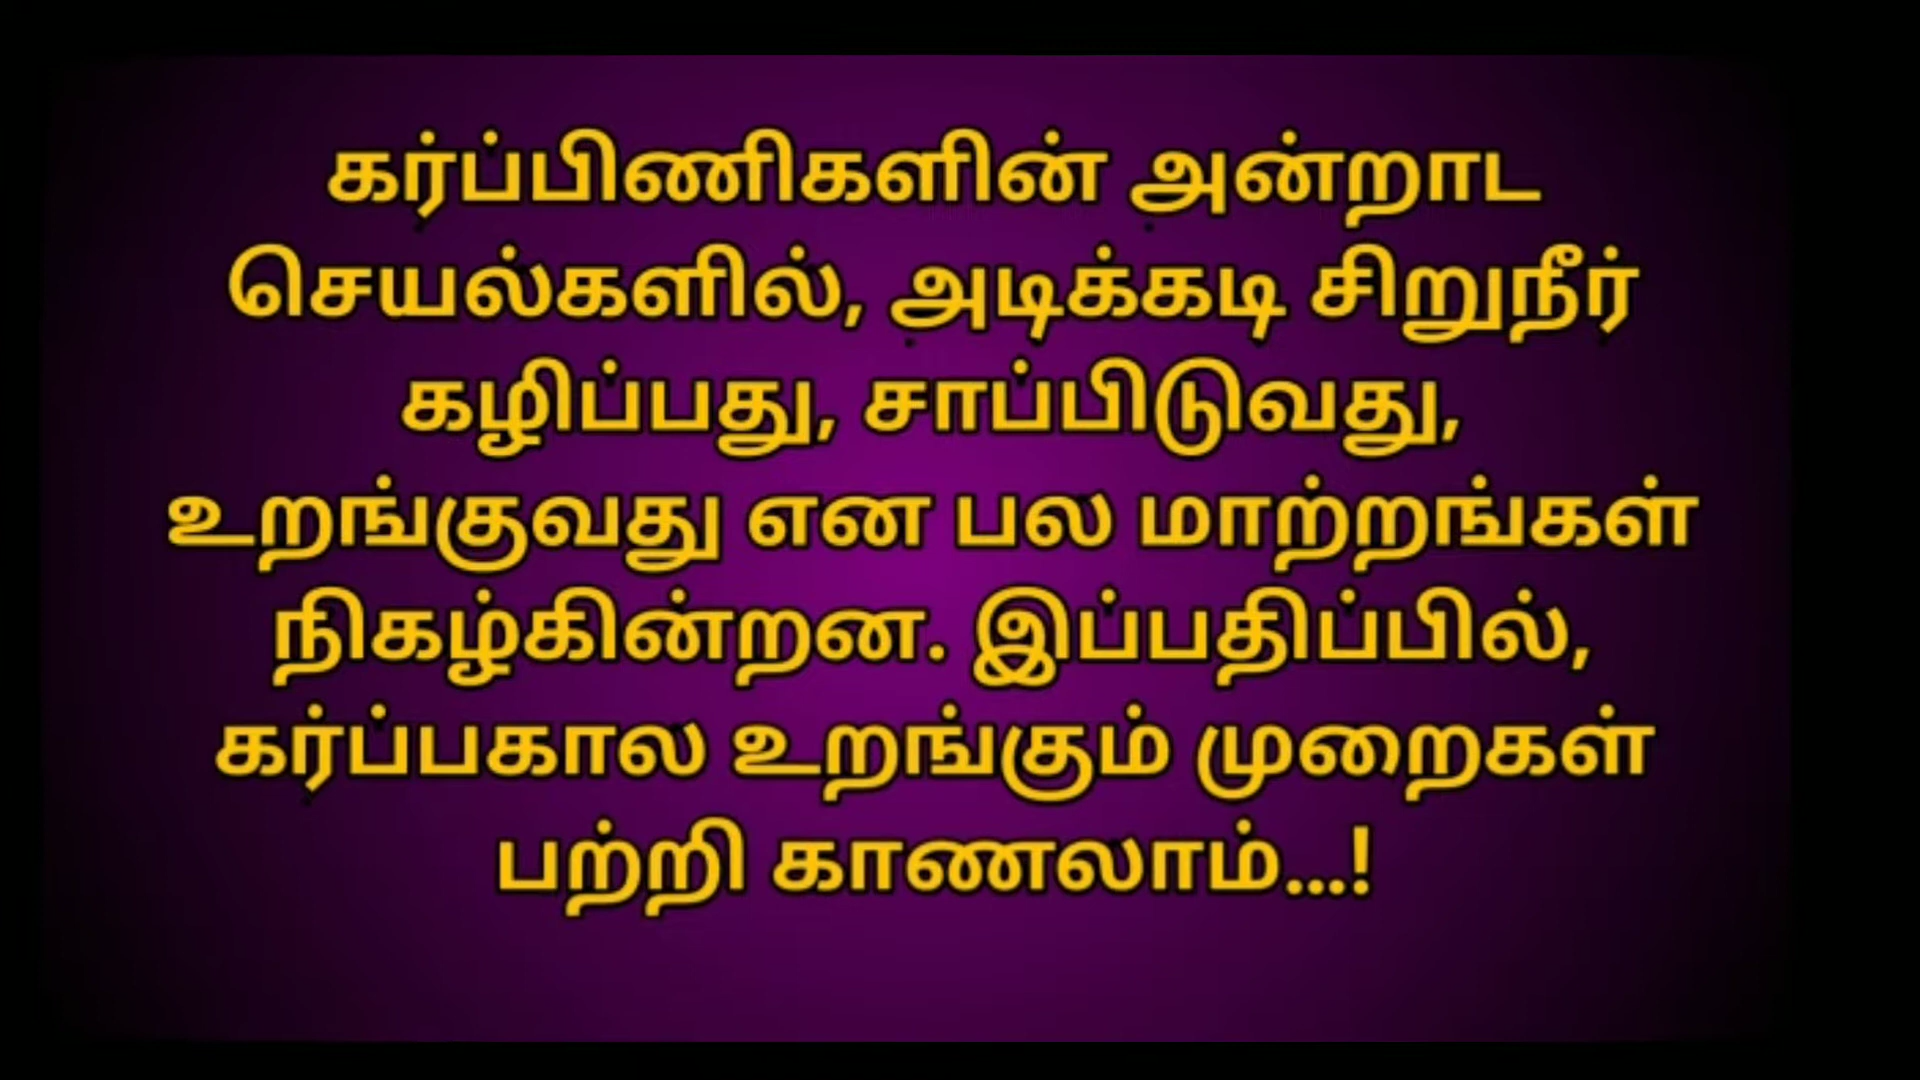 கர்ப்பிணிகளின் அன்றாட
செயல்களில், அடிக்கடி சிறுநீர்
கழிப்பது, சாப்பிடுவது,
உறங்குவது என பல மாற்றங்கள்
நிகழ்கின்றன. இப்பதிப்பில்,
கர்ப்பகால உறங்கும் முறைகள்
பற்றி காணலாம்...!